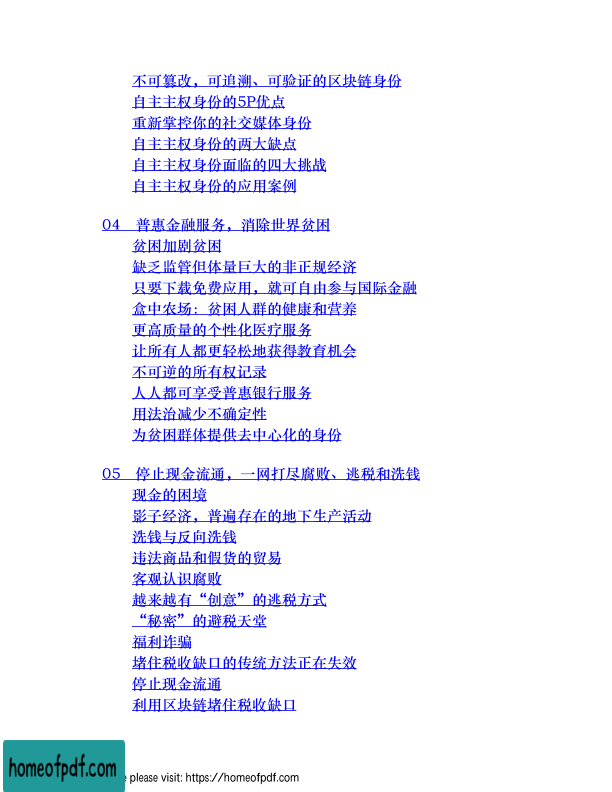 不可篡改，可追溯、可验证的区块链身份
自主主权身份的5P优点
重新掌控你的社交媒体身份
自主主权身份的两大缺点
自主主权身份面临的四大挑战
自主主权身份的应用案例
04 普惠金融服务，消除世界贫困
贫困加剧贫困
缺乏监管但体量巨大的非正规经济
只要下载免费应用，就可自由参与国际金融
盒中农场：贫困人群的健康和营养
更高质量的个性化医疗服务
让所有人都更轻松地获得教育机会
不可逆的所有权记录
人人都可享受普惠银行服务
用法治减少不确定性
为贫困群体提供去中心化的身份
05 停止现金流通，一网打尽腐败、逃税和洗钱
现金的困境
影子经济，普遍存在的地下生产活动
洗钱与反向洗钱
违法商品和假货的贸易
客观认识腐败
越来越有“创意”的逃税方式
“秘密”的避税天堂
福利诈骗
堵住税收缺口的传统方法正在失效
停止现金流通
利用区块链堵住税收缺口
homeofpdf.com
please visit: https://homeofpdf.com